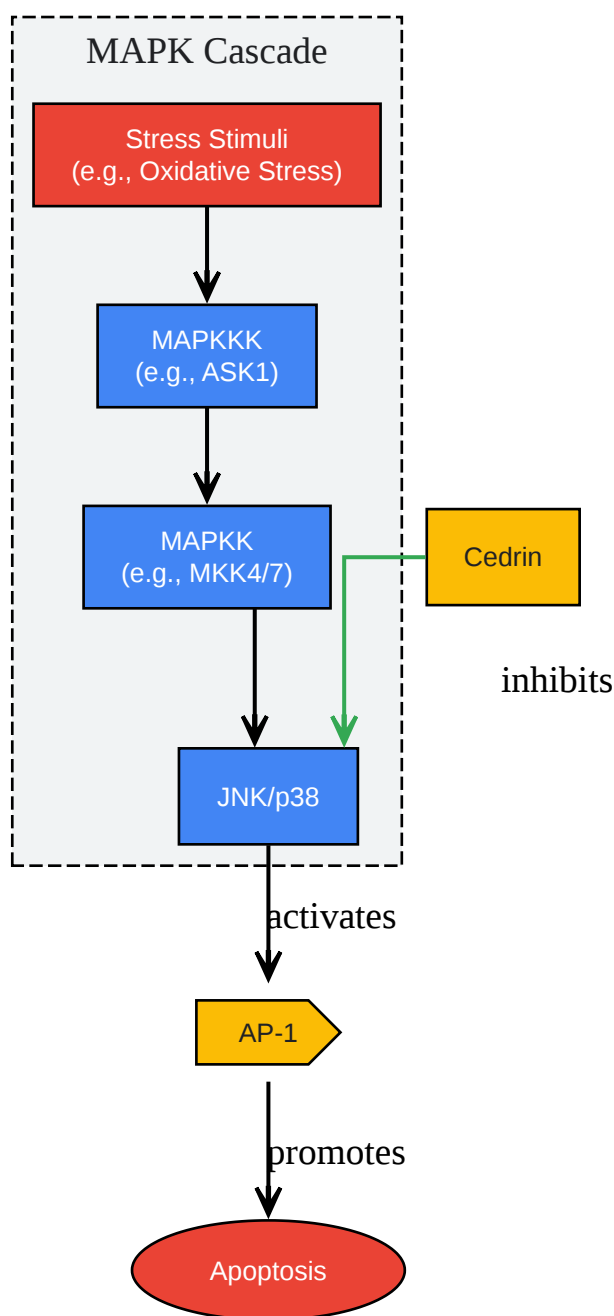 MAPK Cascade
Stress Stimuli
(e.g., Oxidative Stress)
MAPKKK
(e.g., ASK1)
MAPKK
(e.g., MKK4/7)
Cedrin
inhibits
JNK/p38
activates
AP-1
promotes
Apoptosis